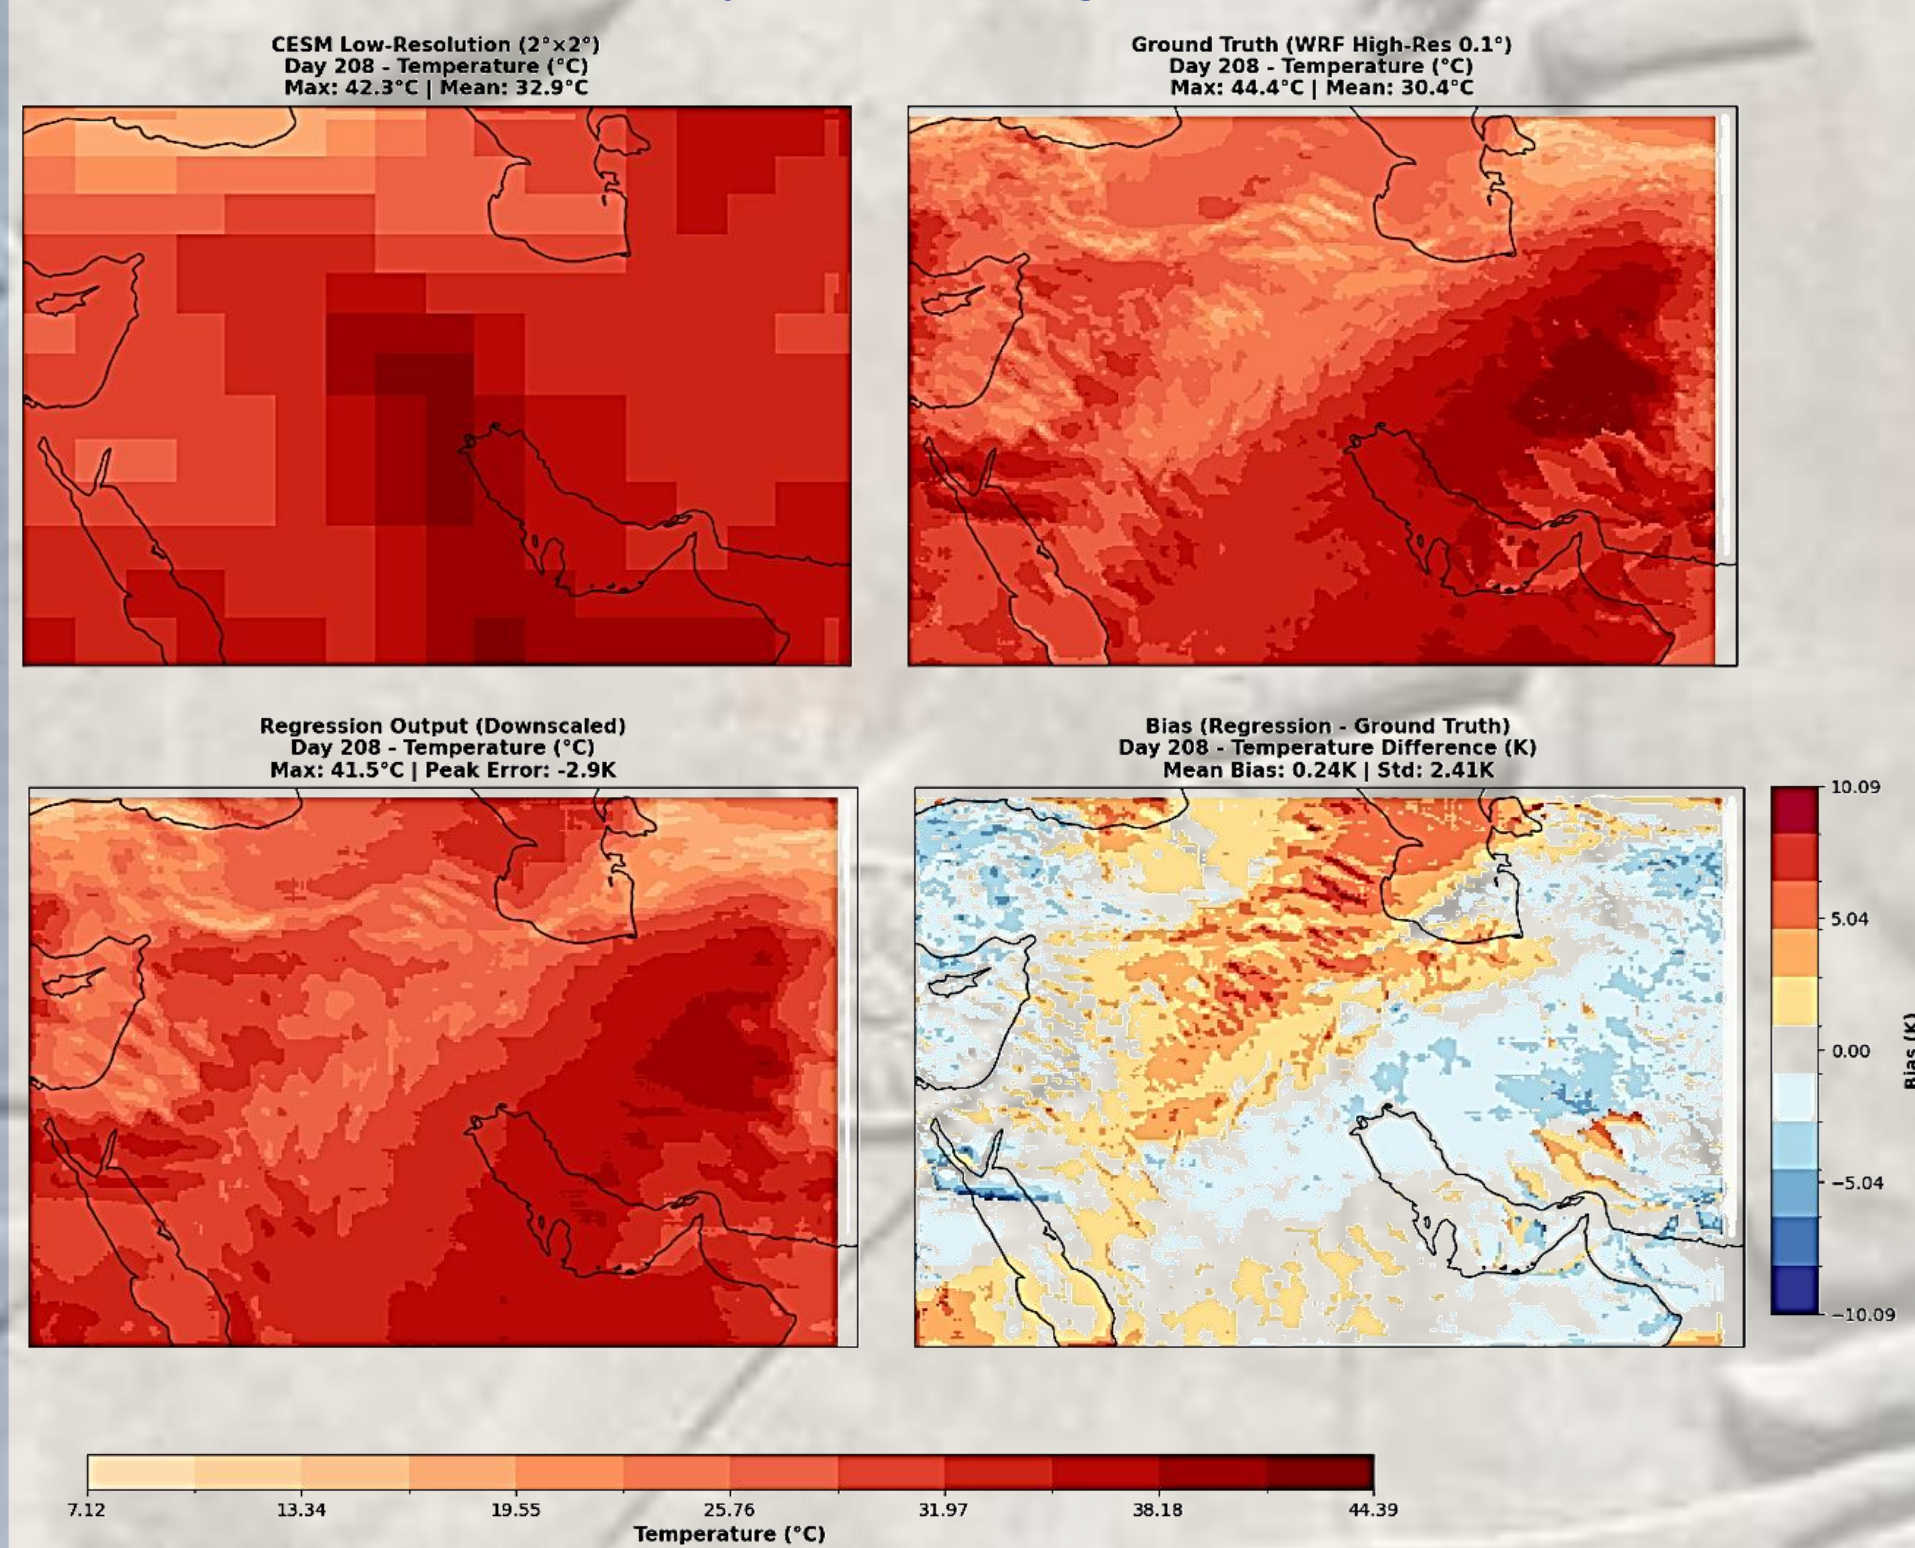 CESM Low-Resolution (2°×2°)
Day 208 - Temperature (°C)
Max: 42.3°C | Mean: 32.9°C
Ground Truth (WRF High-Res 0.1°)
Day 208 - Temperature (°C)
Max: 44.4°C | Mean: 30.4°C
Regression Output (Downscaled)
Day 208 - Temperature (°C)
Max: 41.5°C | Peak Error: -2.9K
Bias (Regression - Ground Truth)
Day 208 - Temperature Difference (K)
Mean Bias: 0.24K | Std: 2.41K
10.09
5.04
0.00
−5.04
−10.09
Bias (K)
7.12
13.34
19.55
25.76
31.97
38.18
44.39
Temperature (°C)